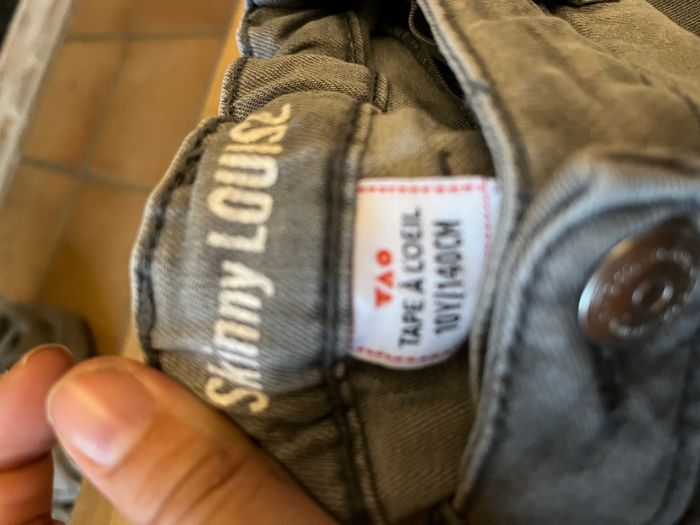 Skinny LOUISE
TAO
TAPE À L'OEIL
10Y/140CM